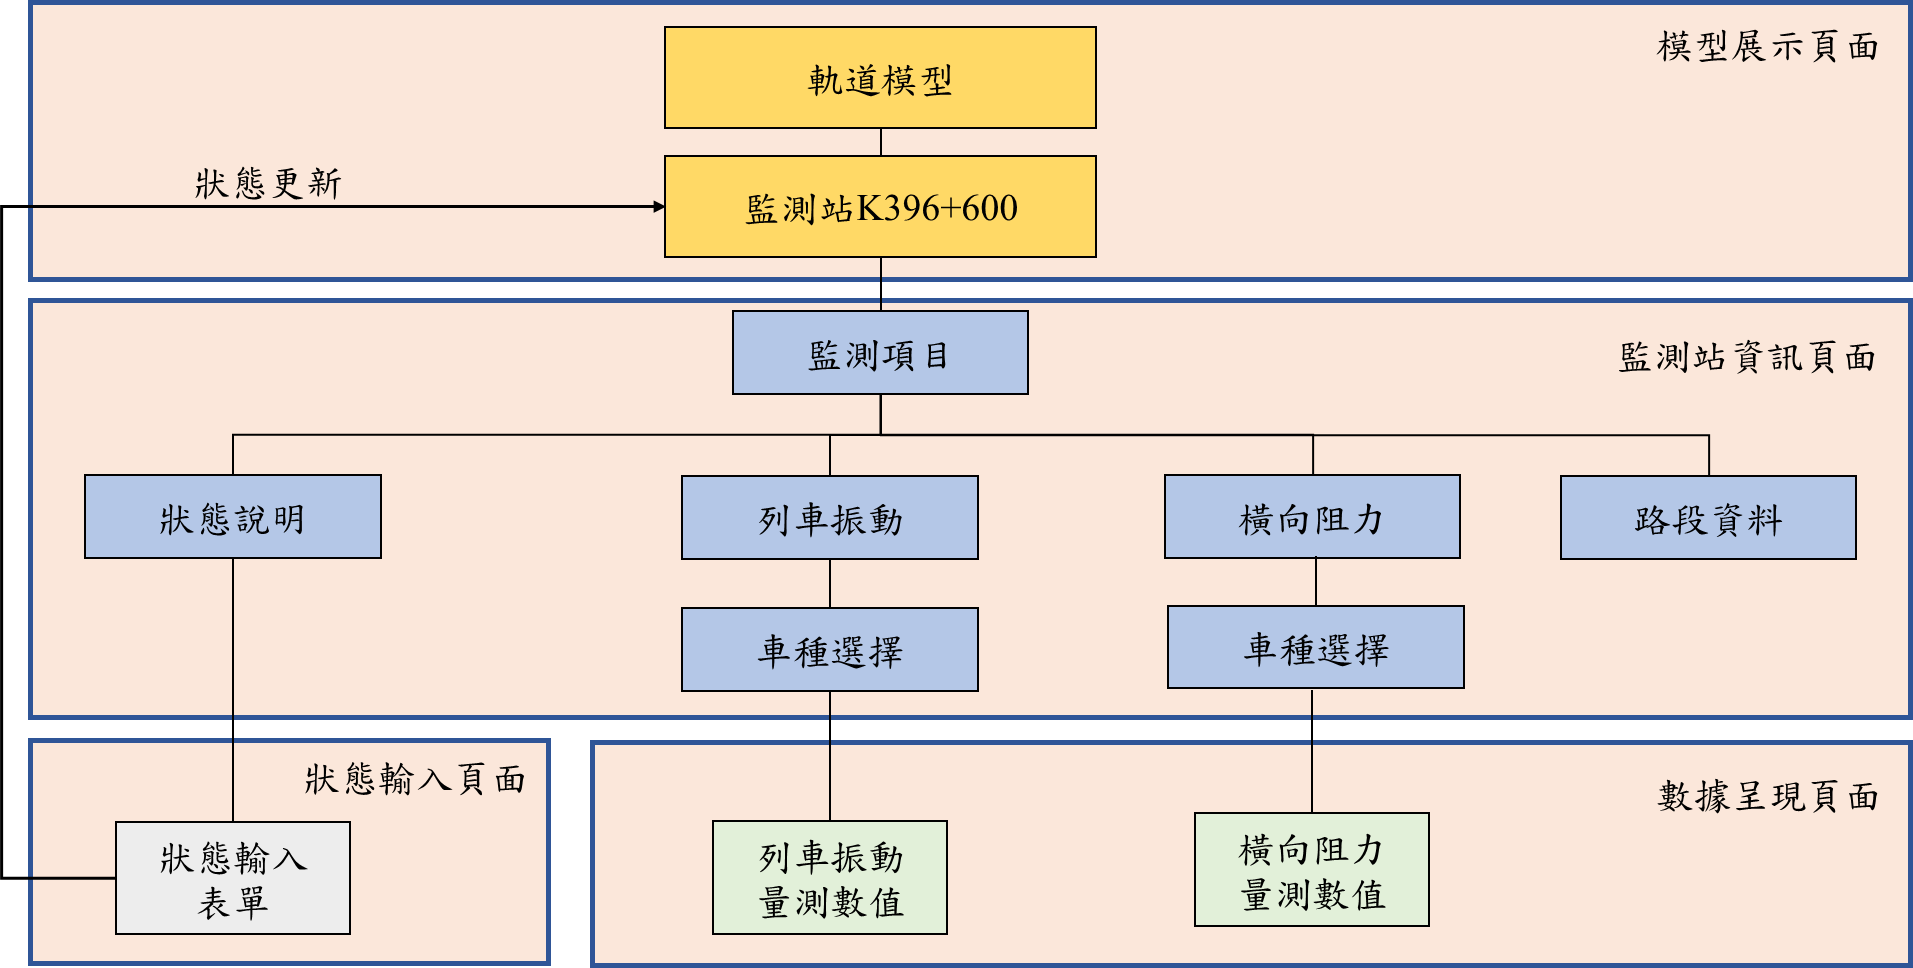 模型展示頁面
軌道模型
狀態更新
監測站K396+600
監測項目
監測站資訊頁面
狀態說明
列車振動
橫向阻力
路段資料
車種選擇
車種選擇
狀態輸入頁面
數據呈現頁面
狀態輸入
表單
列車振動
量測數值
橫向阻力
量測數值